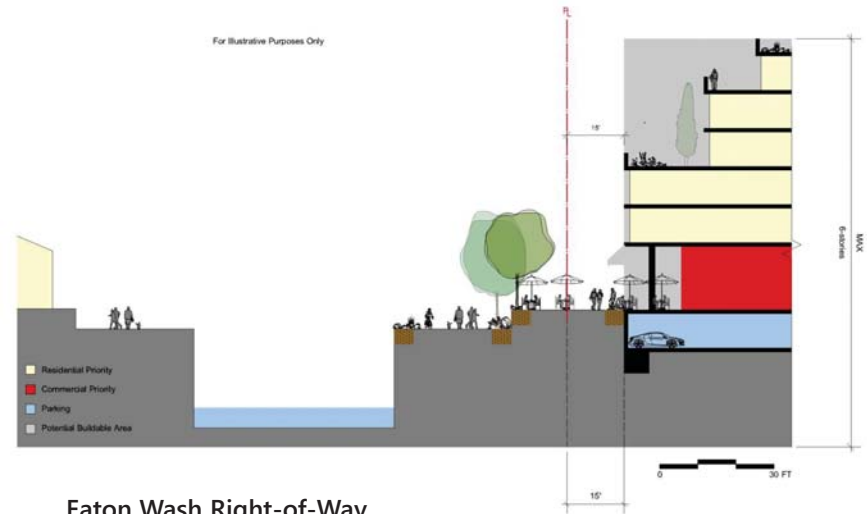 PL
For Illustrative Purposes Only
15'
MAX
6-stories
Residential Priority
Commercial Priority
Parking
Potential Buildable Area
0 30 FT
15'
Eaton Wash Right-of-Way